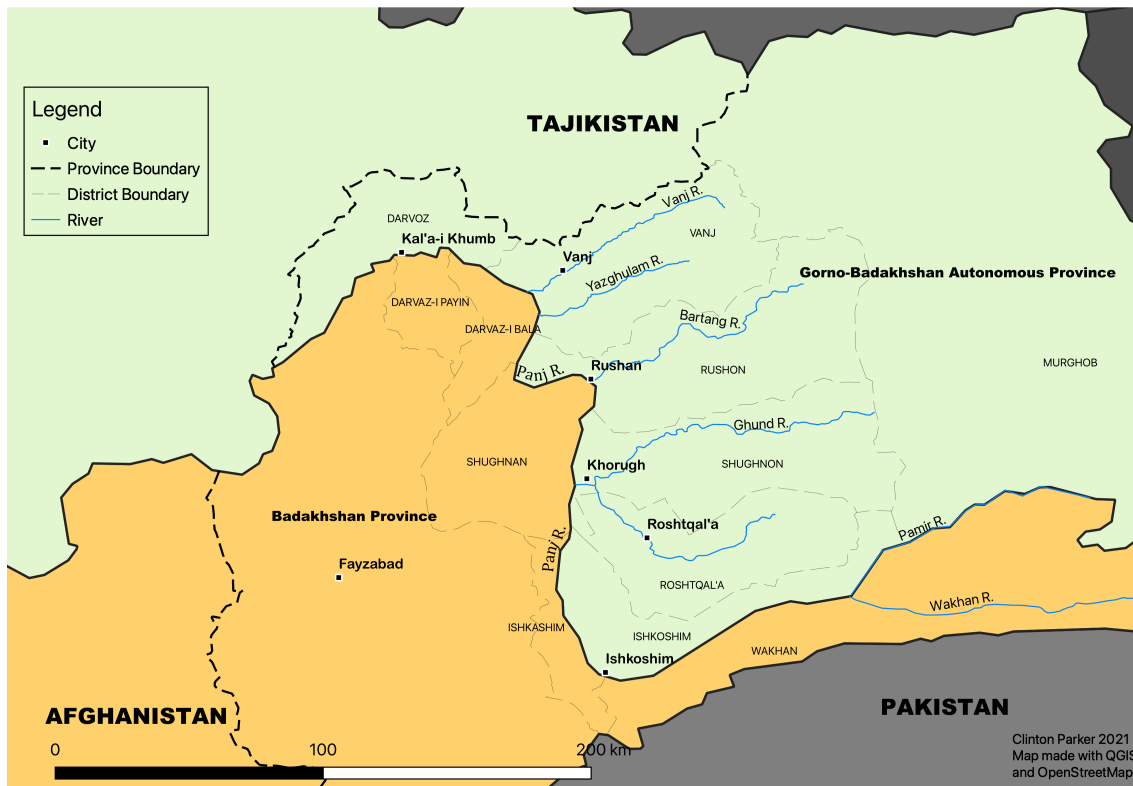 Legend
City
Province Boundary
District Boundary
River
TAJIKISTAN
DARVOZ
Kal'a-i Khumb
Vanj R.
VANJ
Vanj
Yazghulam R.
Gorno-Badakhshan Autonomous Province
DARVAZ-I PAYIN
DARVAZ-I BALA
Bartang R.
Panj R.
Rushan
RUSHON
MURGHOB
Ghund R.
SHUGHNAN
Khorugh
SHUGHNON
Badakhshan Province
Roshtqal'a
Pamir R.
Panj R.
Fayzabad
ROSHTQAL'A
Wakhan R.
ISHKASHIM
ISHKOSHIM
WAKHAN
Ishkoshim
AFGHANISTAN
PAKISTAN
0 100 200 km
Clinton Parker 2021
Map made with QGIS
and OpenStreetMap